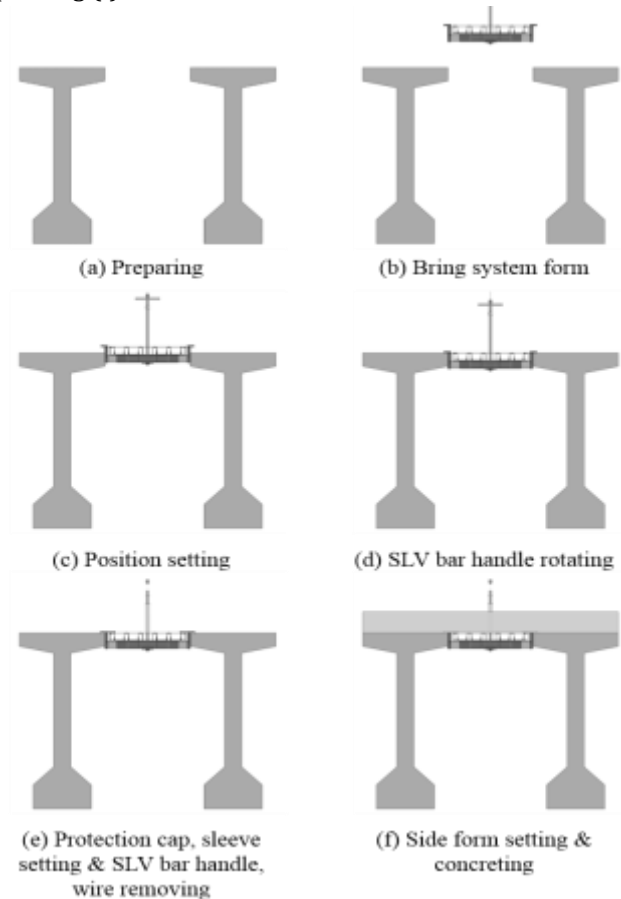 (a) Preparing
(b) Bring system form
(c) Position setting
(d) SLV bar handle rotating
(e) Protection cap, sleeve
setting & SLV bar handle,
wire removing
(f) Side form setting &
concreting